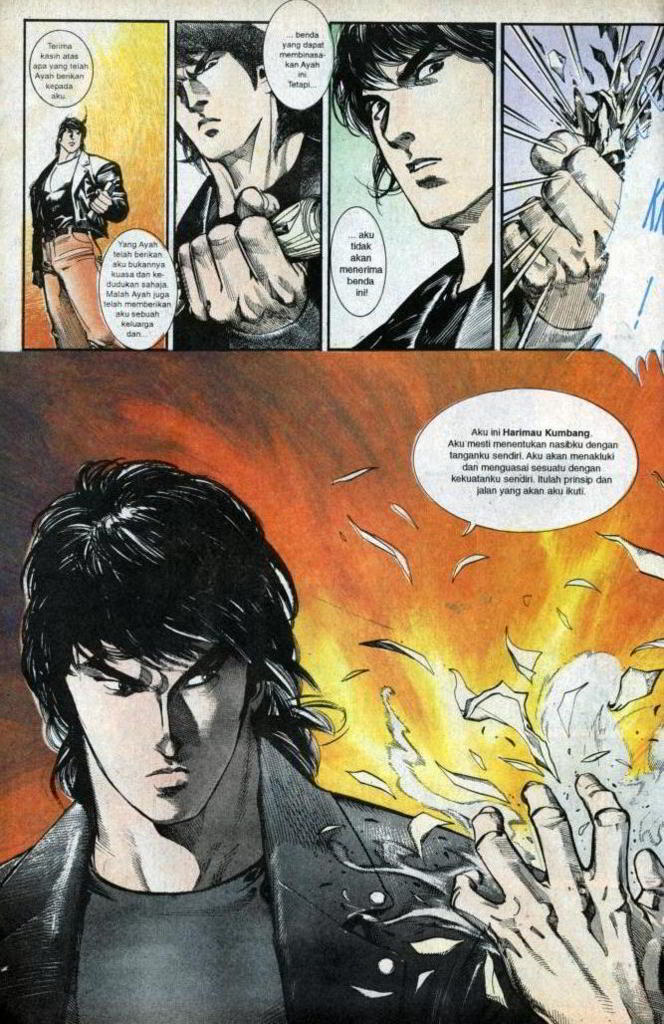 Terima
kasih atas
apa yang telah
Ayah berikan
kepada
aku.
Yang Ayah
telah berikan
aku bukannya
kuasa dan ke-
dudukan sahaja.
Malah Ayah juga
telah memberikan
aku sebuah
keluarga
dan...
... benda
yang dapat
membinasa-
kan Ayah
ini.
Tetapi...
... aku
tidak
akan
menerima
benda
ini!
Aku ini Harimau Kumbang.
Aku mesti menentukan nasibku dengan
tanganku sendiri. Aku akan menakluki
dan menguasai sesuatu dengan
kekuatanku sendiri. Itulah prinsip dan
jalan yang akan aku ikuti.